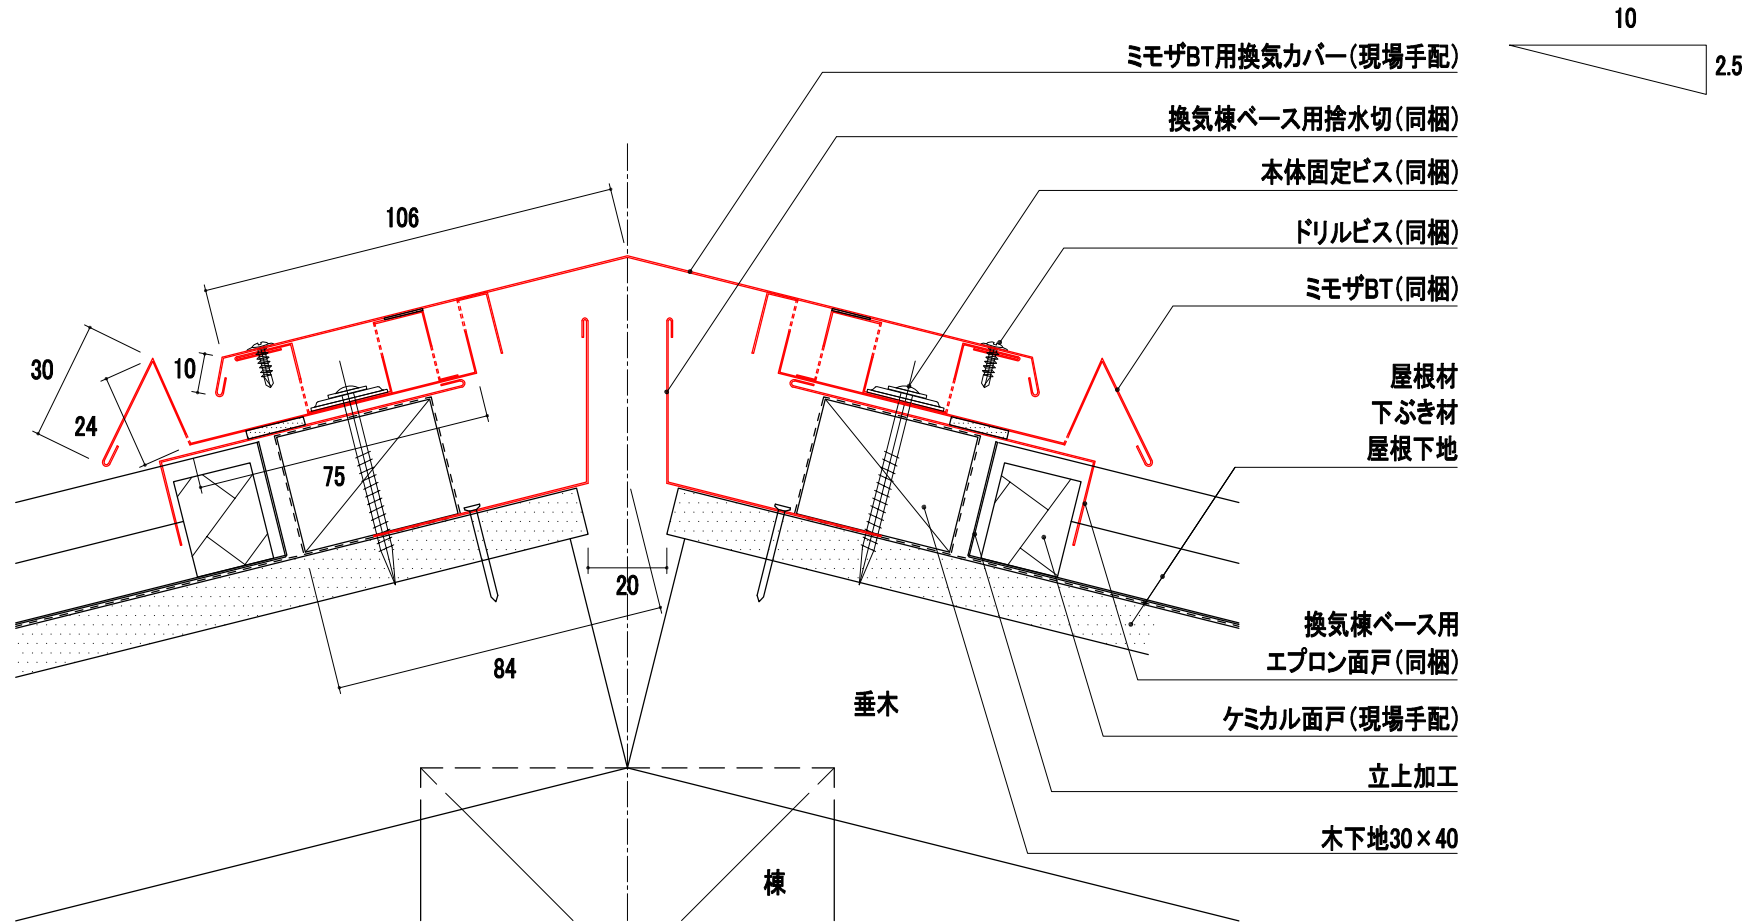 10
2.5
ミモザBT用換気カバー(現場手配)
換気棟ベース用捨水切(同梱)
本体固定ビス(同梱)
ドリルビス(同梱)
ミモザBT(同梱)
屋根材
下ぶき材
屋根下地
換気棟ベース用
エプロン面戸(同梱)
ケミカル面戸(現場手配)
立上加工
木下地30×40
106
30
10
24
75
20
84
垂木
棟